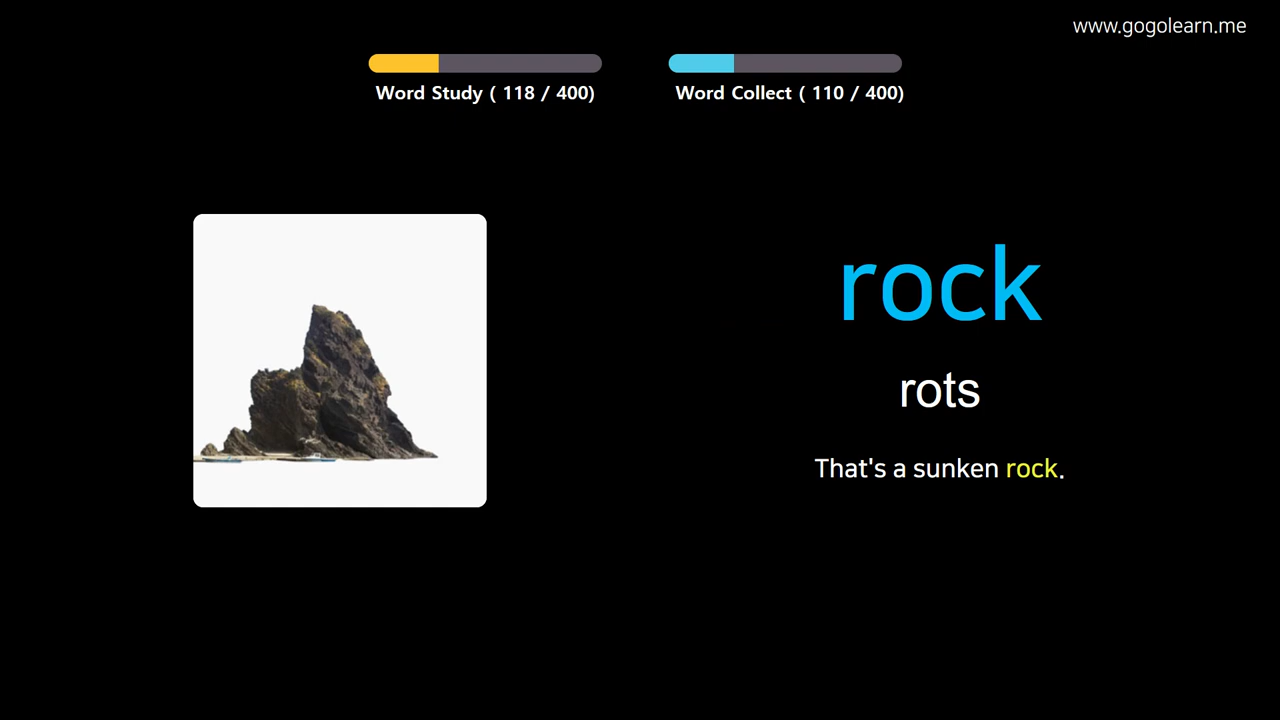 www.gogolearn.me
Word Study ( 118 / 400)
Word Collect ( 110 / 400)
rock
rots
That's a sunken rock.